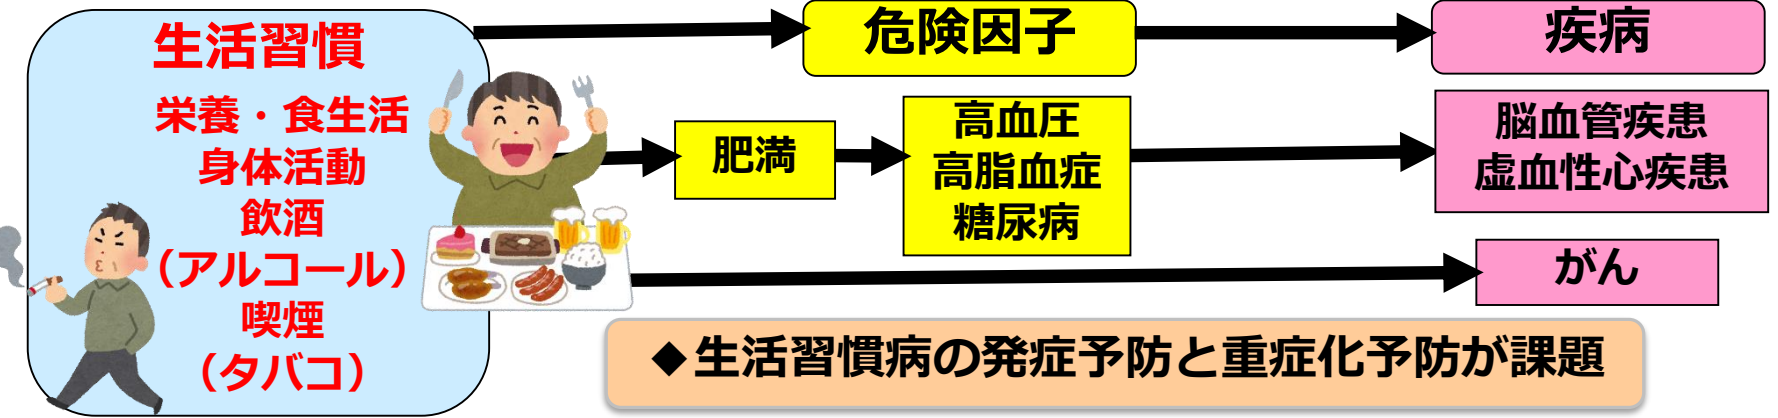 生活習慣
栄養・食生活
身体活動
飲酒
（アルコール）
喫煙
（タバコ）
危険因子
疾病
肥満
高血圧
高脂血症
糖尿病
脳血管疾患
虚血性心疾患
がん
◆生活習慣病の発症予防と重症化予防が課題